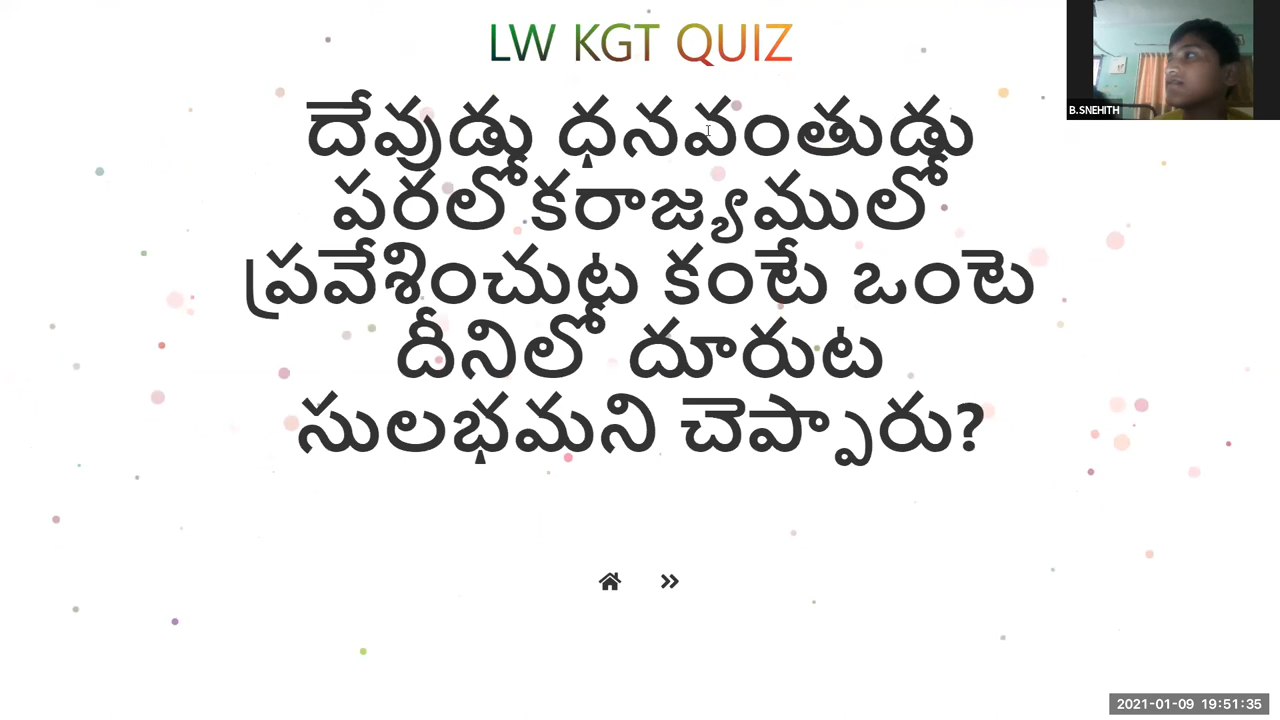 LW KGT QUIZ
B.SNEHITH
దేవుడు ధనవంతుడు
పరలోకరాజ్యములో
ప్రవేశించుట కంటే ఒంటె
దీనిలో దూరుట
సులభమని చెప్పారు?
2021-01-09 19:51:35